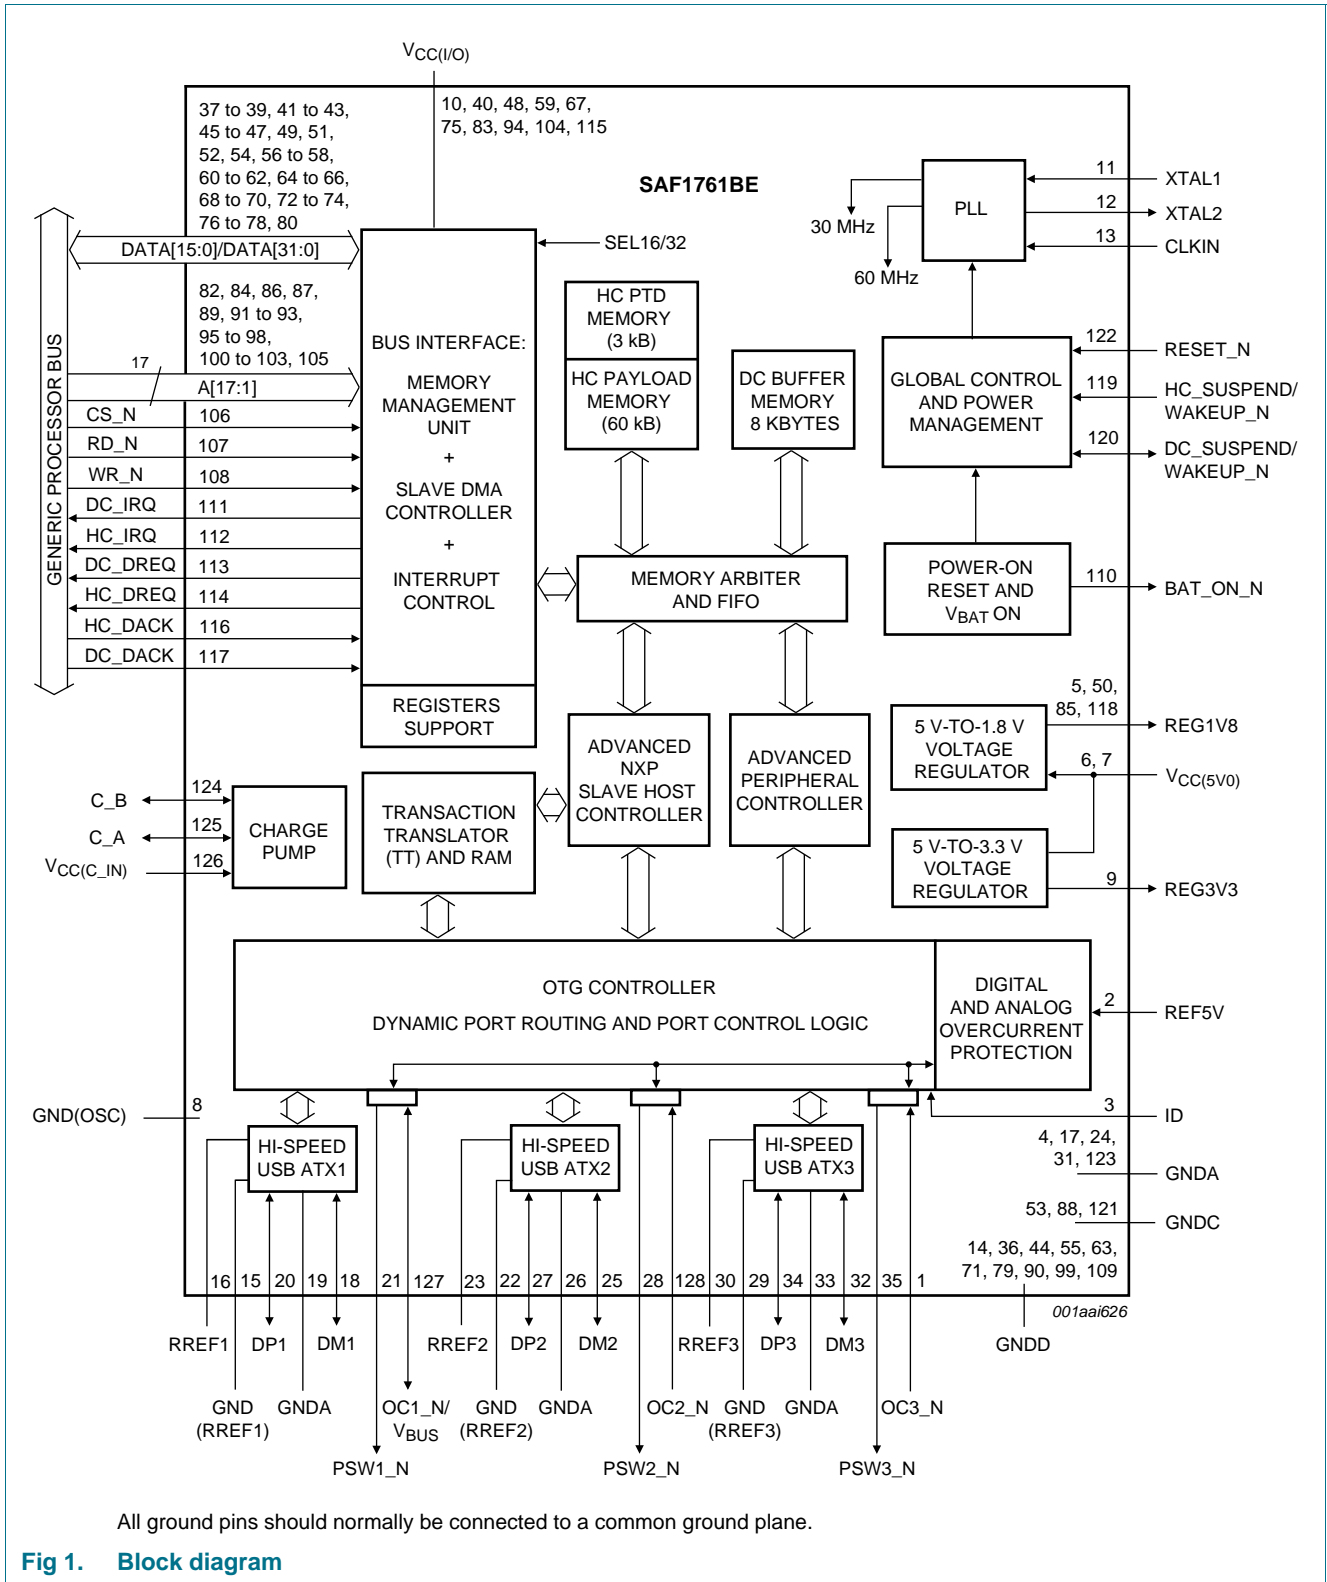 VCC(I/O)
37 to 39, 41 to 43,
45 to 47, 49, 51,
52, 54, 56 to 58,
60 to 62, 64 to 66,
68 to 70, 72 to 74,
76 to 78, 80
10, 40, 48, 59, 67,
75, 83, 94, 104, 115
SAF1761BE
PLL
30 MHz
60 MHz
11
XTAL1
12
XTAL2
13
CLKIN
SEL16/32
DATA[15:0]/DATA[31:0]
GENERIC PROCESSOR BUS
82, 84, 86, 87,
89, 91 to 93,
95 to 98,
100 to 103, 105
17
A[17:1]
CS_N 106
RD_N 107
WR_N 108
DC_IRQ 111
HC_IRQ 112
DC_DREQ 113
HC_DREQ 114
HC_DACK 116
DC_DACK 117
BUS INTERFACE:
MEMORY
MANAGEMENT
UNIT
+
SLAVE DMA
CONTROLLER
+
INTERRUPT
CONTROL
REGISTERS
SUPPORT
HC PTD
MEMORY
(3 kB)
HC PAYLOAD
MEMORY
(60 kB)
DC BUFFER
MEMORY
8 KBYTES
GLOBAL CONTROL
AND POWER
MANAGEMENT
122
RESET_N
119
HC_SUSPEND/
WAKEUP_N
120
DC_SUSPEND/
WAKEUP_N
MEMORY ARBITER
AND FIFO
POWER-ON
RESET AND
VBAT ON
110
BAT_ON_N
5, 50,
85, 118
REG1V8
5 V-TO-1.8 V
VOLTAGE
REGULATOR
6, 7
VCC(5V0)
5 V-TO-3.3 V
VOLTAGE
REGULATOR
9
REG3V3
ADVANCED
NXP
SLAVE HOST
CONTROLLER
ADVANCED
PERIPHERAL
CONTROLLER
C_B
124
C_A
125
VCC(C_IN)
126
CHARGE
PUMP
TRANSACTION
TRANSLATOR
(TT) AND RAM
OTG CONTROLLER
DYNAMIC PORT ROUTING AND PORT CONTROL LOGIC
DIGITAL
AND ANALOG
OVERCURRENT
PROTECTION
2
REF5V
GND(OSC)
8
3
ID
4, 17, 24,
31, 123
GNDA
53, 88, 121
GNDC
14, 36, 44, 55, 63,
71, 79, 90, 99, 109
GNDD
HI-SPEED
USB ATX1
HI-SPEED
USB ATX2
HI-SPEED
USB ATX3
16 15 20 19 18 21 127 23 22 27 26 25 28 128 30 29 34 33 32 35 1
001aai626
RREF1 DP1 DM1 RREF2 DP2 DM2 RREF3 DP3 DM3
GND
(RREF1)
GNDA
OC1_N/
VBUS
GND
(RREF2)
GNDA
OC2_N
GND
(RREF3)
GNDA
OC3_N
PSW1_N PSW2_N PSW3_N
All ground pins should normally be connected to a common ground plane.
Fig 1. Block diagram